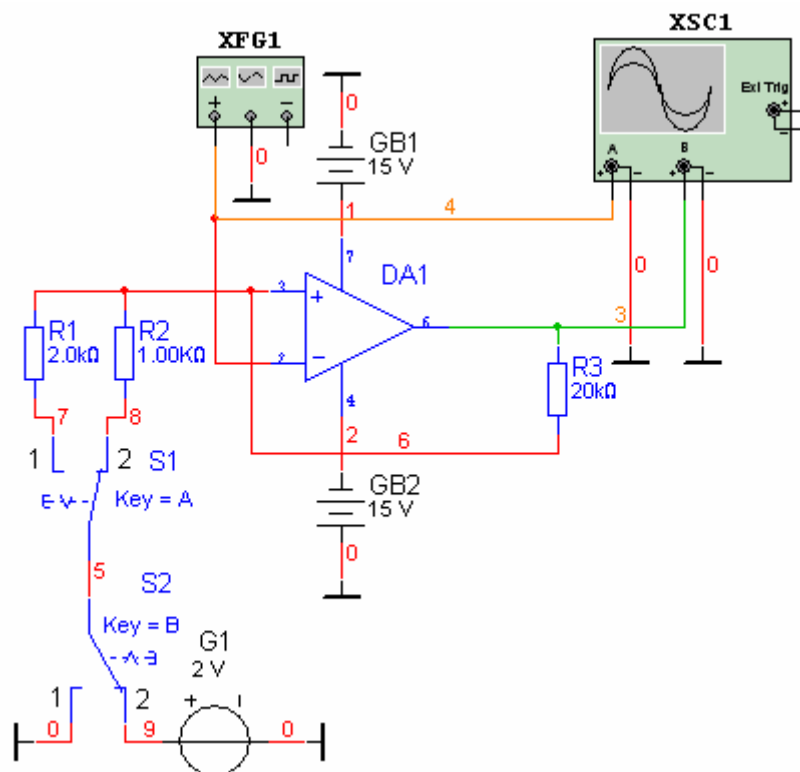 XFG1
XSC1
Ext Trig
+
-
A
B
+ - + -
+ -
0
0
GB1
15 V
1
4
7
DA1
3
+
2
-
6
3
0
0
R1
2.0kΩ
R2
1.00KΩ
R3
20kΩ
4
2
6
7
8
1
2
S1
Key = A
GB2
15 V
0
5
S2
Key = B
G1
2 V
+ -
1
2
0
9
0